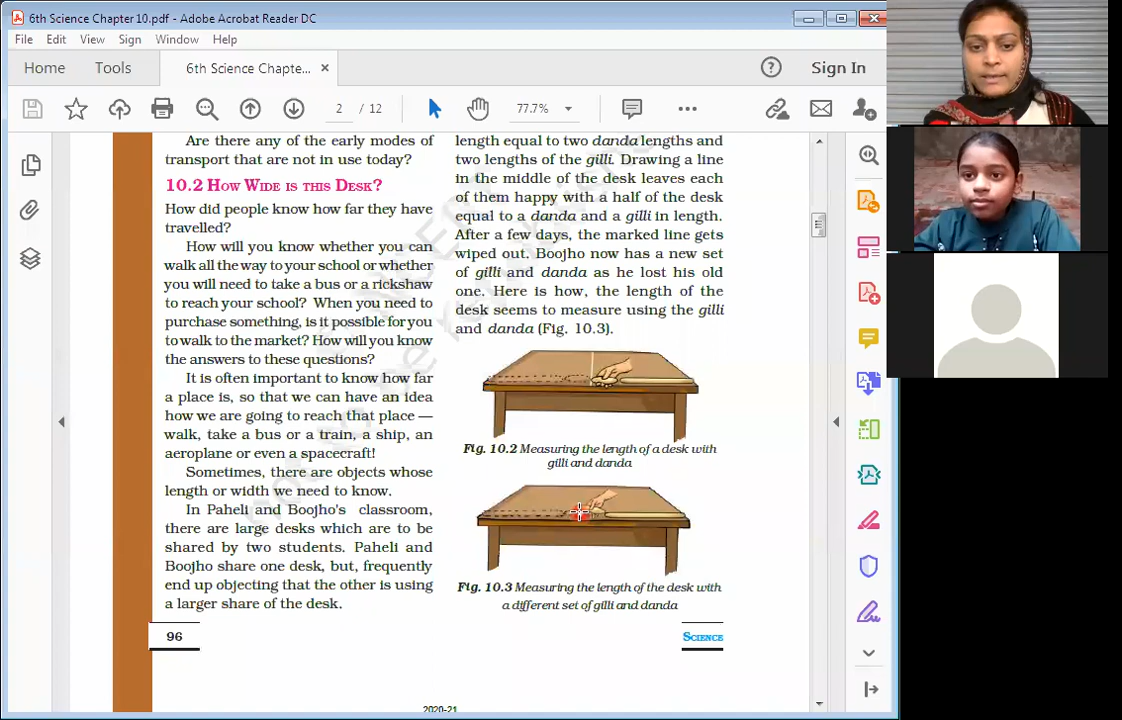 6th Science Chapter 10.pdf - Adobe Acrobat Reader DC
File Edit View Sign Window Help
Home Tools 6th Science Chapte... × Sign In
2 / 12 77.7%
Are there any of the early modes of
transport that are not in use today?
10.2 HOW WIDE IS THIS DESK?
How did people know how far they have
travelled?
How will you know whether you can
walk all the way to your school or whether
you will need to take a bus or a rickshaw
to reach your school? When you need to
purchase something, is it possible for you
to walk to the market? How will you know
the answers to these questions?
It is often important to know how far
a place is, so that we can have an idea
how we are going to reach that place —
walk, take a bus or a train, a ship, an
aeroplane or even a spacecraft!
Sometimes, there are objects whose
length or width we need to know.
In Paheli and Boojho's classroom,
there are large desks which are to be
shared by two students. Paheli and
Boojho share one desk, but, frequently
end up objecting that the other is using
a larger share of the desk.
96
length equal to two danda lengths and
two lengths of the gilli. Drawing a line
in the middle of the desk leaves each
of them happy with a half of the desk
equal to a danda and a gilli in length.
After a few days, the marked line gets
wiped out. Boojho now has a new set
of gilli and danda as he lost his old
one. Here is how, the length of the
desk seems to measure using the gilli
and danda (Fig. 10.3).
Fig. 10.2 Measuring the length of a desk with
gilli and danda
Fig. 10.3 Measuring the length of the desk with
a different set of gilli and danda
SCIENCE
2020-21